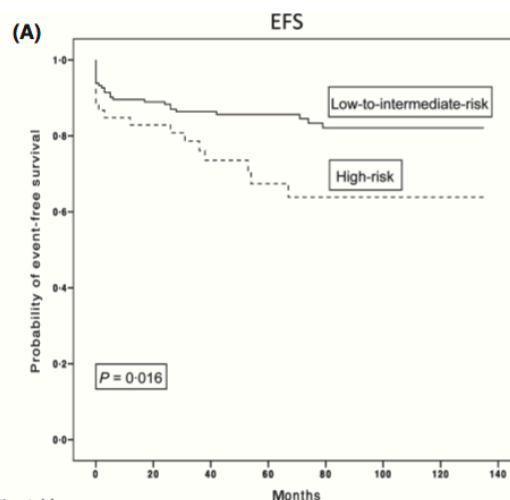 (A)
EFS
1·0
Low-to-intermediate-risk
0·8
High-risk
0·6
0·4
0·2
P = 0·016
0·0
Probability of event-free survival
0 20 40 60 80 100 120 140
Months